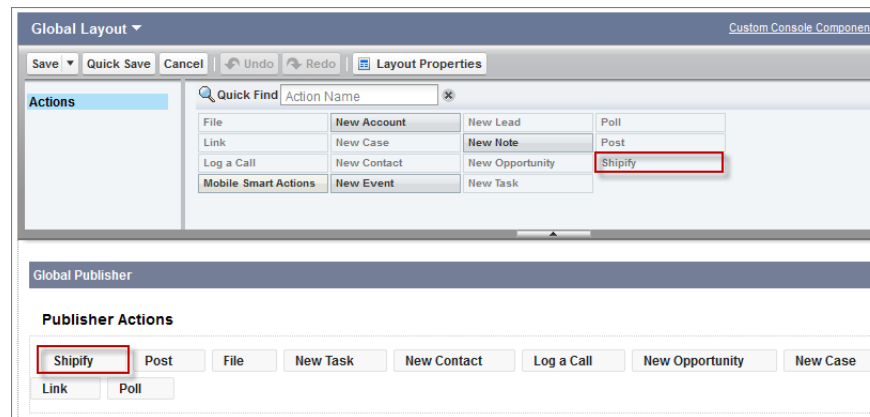 Global Layout Custom Console Componen
Save Quick Save Cancel Undo Redo Layout Properties
Actions
Quick Find Action Name
File New Account New Lead Poll
Link New Case New Note Post
Log a Call New Contact New Opportunity Shipify
Mobile Smart Actions New Event New Task
Global Publisher
Publisher Actions
Shipify Post File New Task New Contact Log a Call New Opportunity New Case
Link Poll